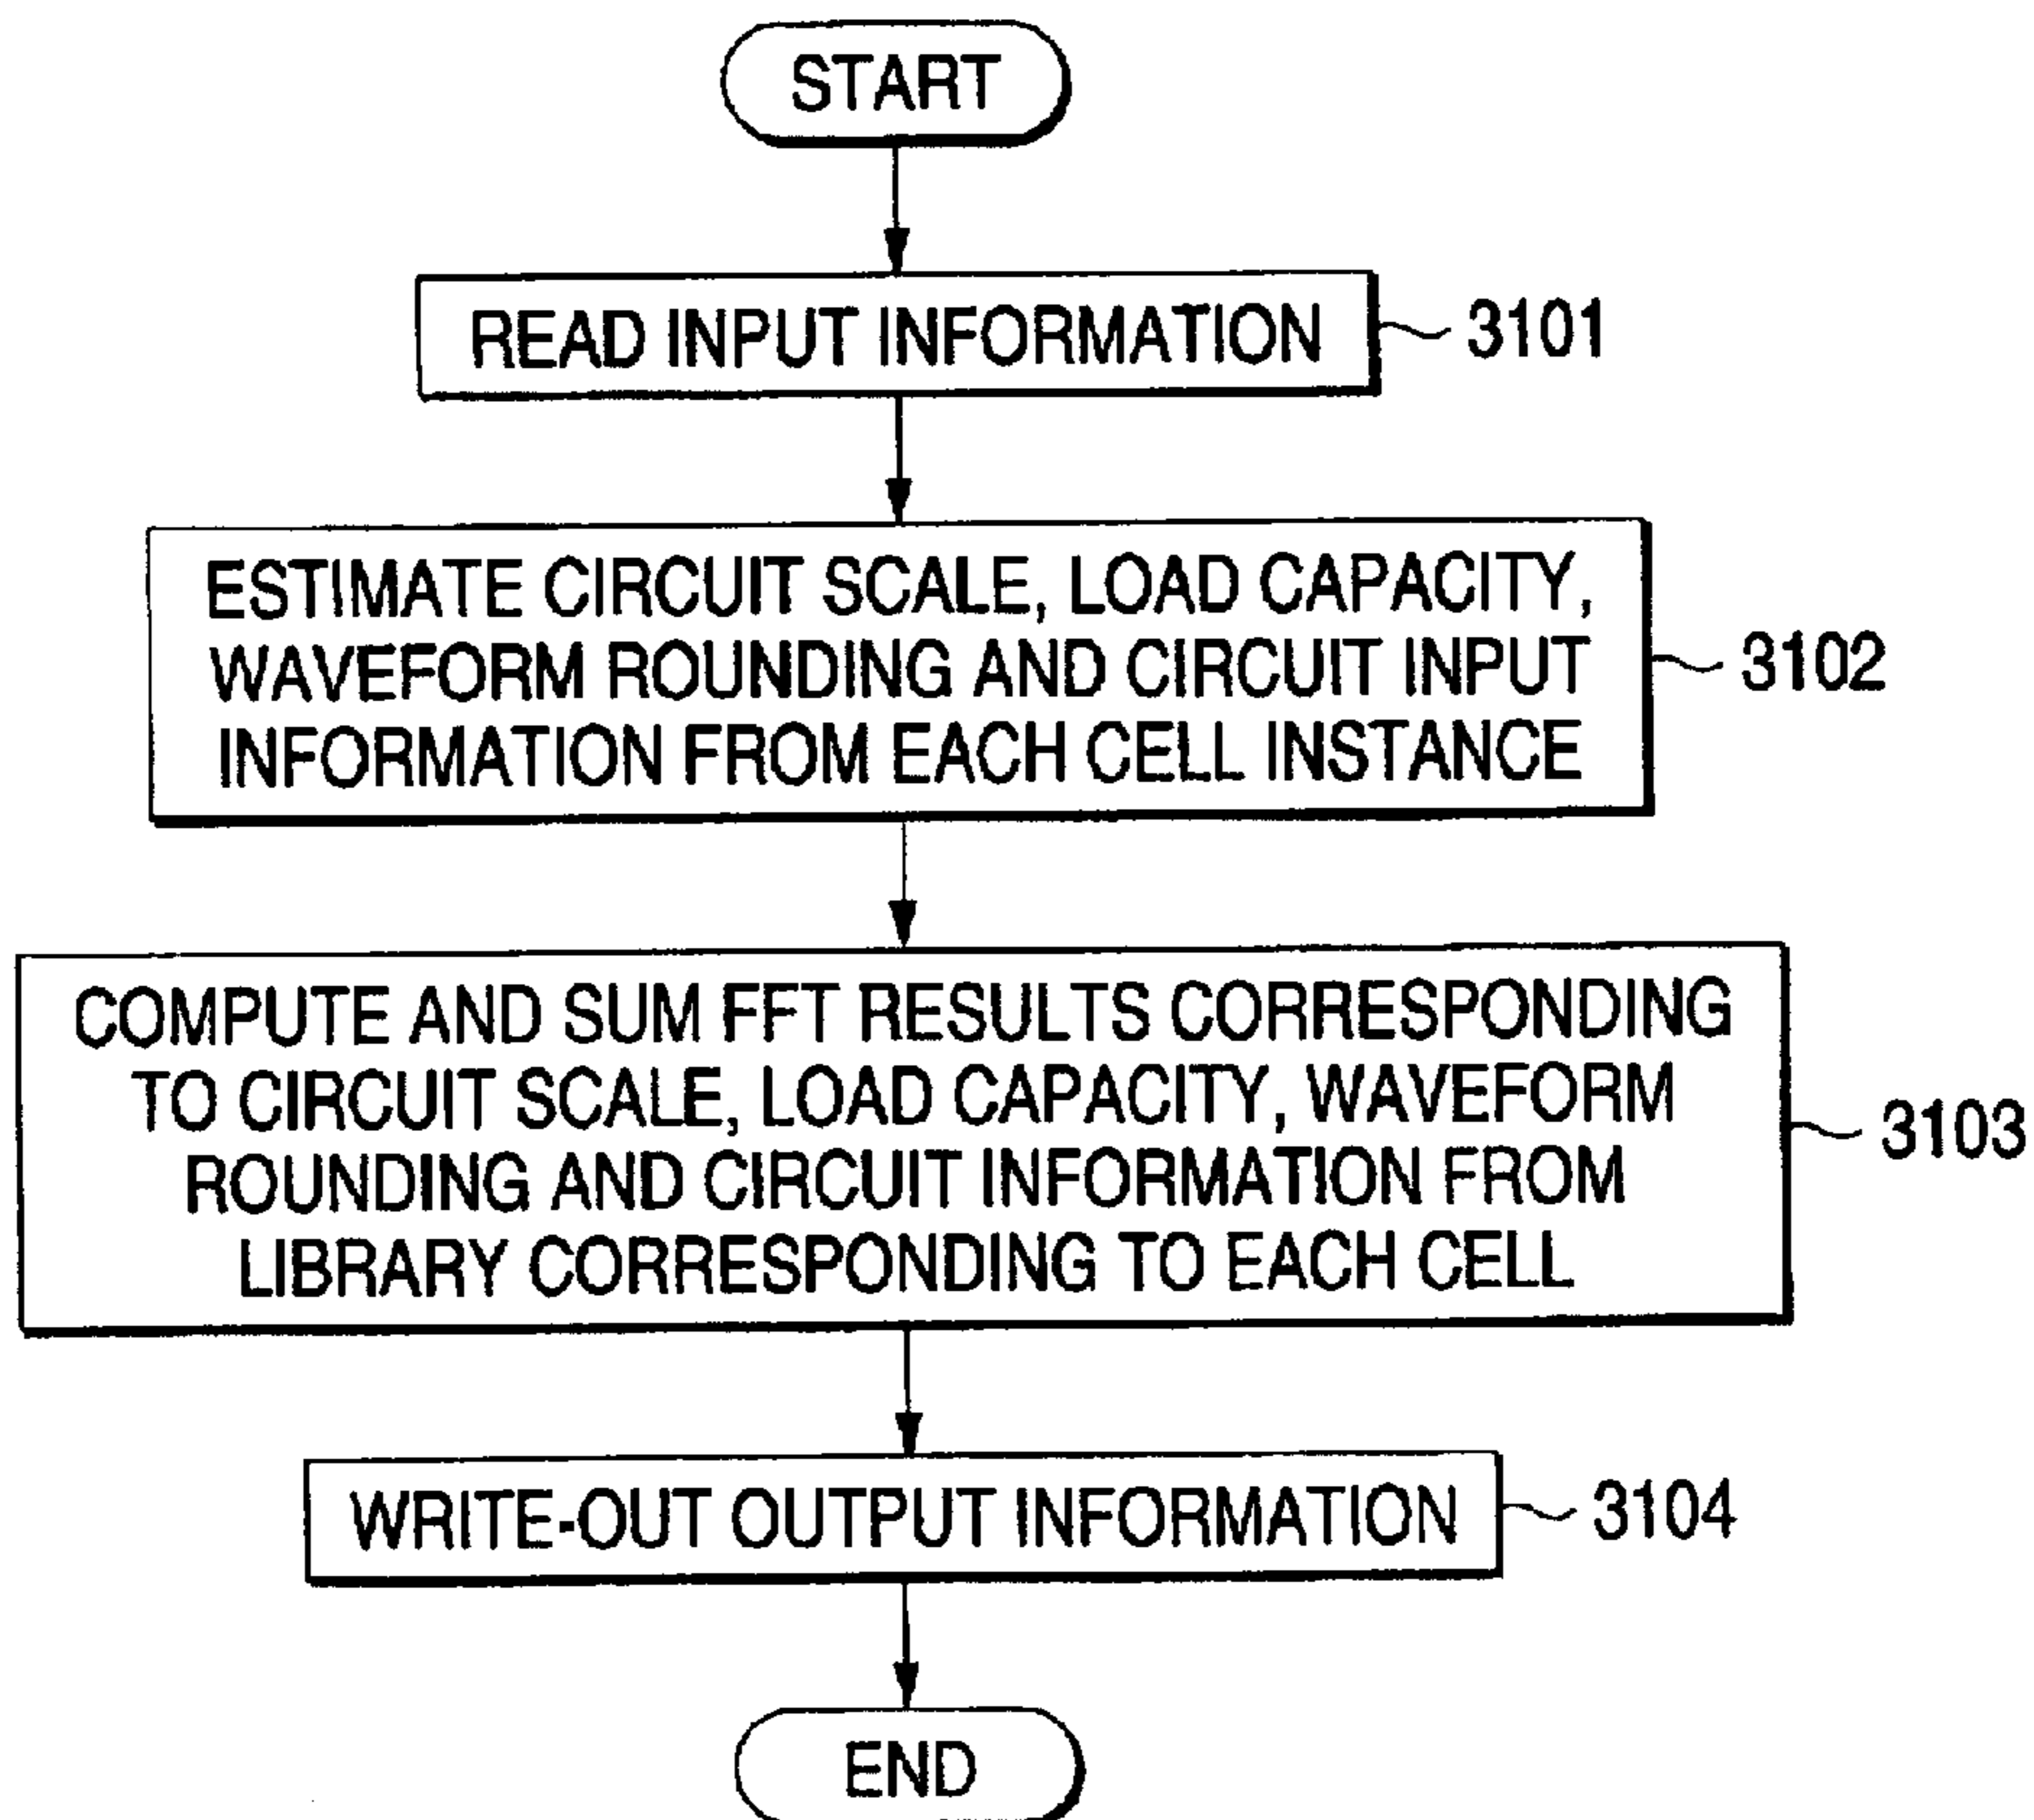 START
READ INPUT INFORMATION
3101
ESTIMATE CIRCUIT SCALE, LOAD CAPACITY,
WAVEFORM ROUNDING AND CIRCUIT INPUT
INFORMATION FROM EACH CELL INSTANCE
3102
COMPUTE AND SUM FFT RESULTS CORRESPONDING
TO CIRCUIT SCALE, LOAD CAPACITY, WAVEFORM
ROUNDING AND CIRCUIT INFORMATION FROM
LIBRARY CORRESPONDING TO EACH CELL
3103
WRITE-OUT OUTPUT INFORMATION
3104
END